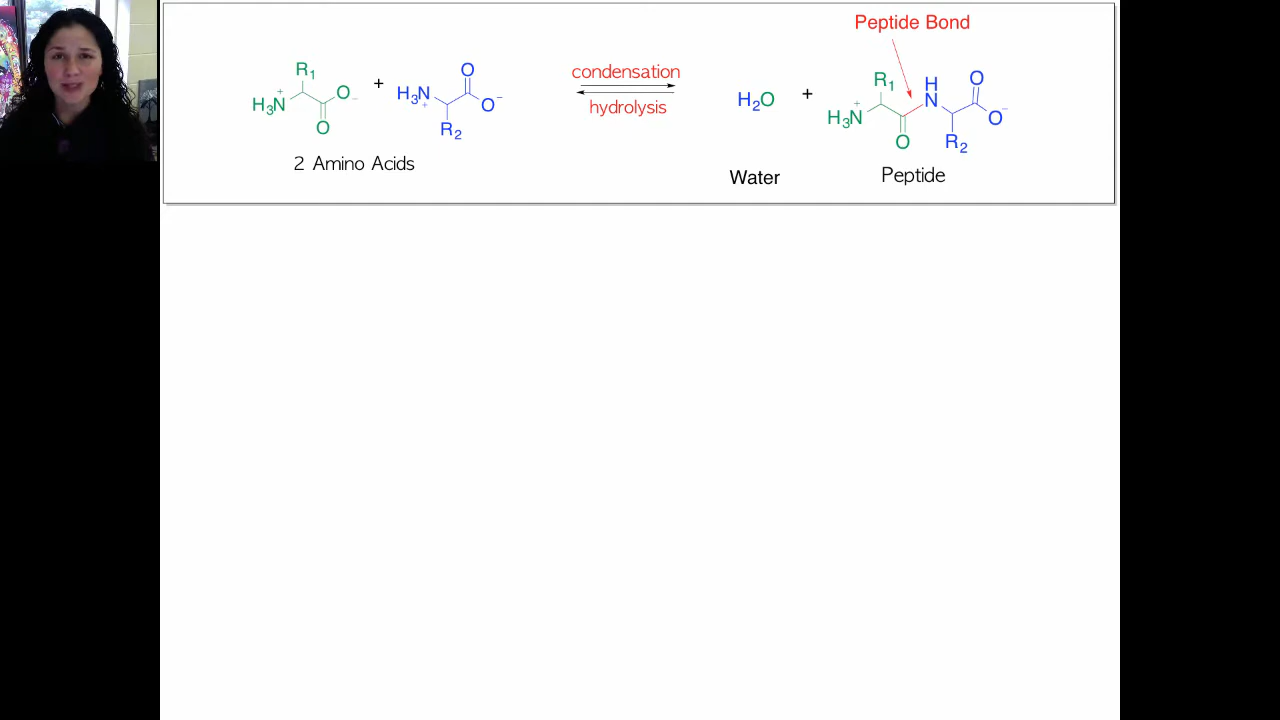 Peptide Bond
R1 + O condensation H O
H3N+ O− H3N+ O− hydrolysis H2O + R1 N O−
O R2 H3N+ O R2
2 Amino Acids Water Peptide